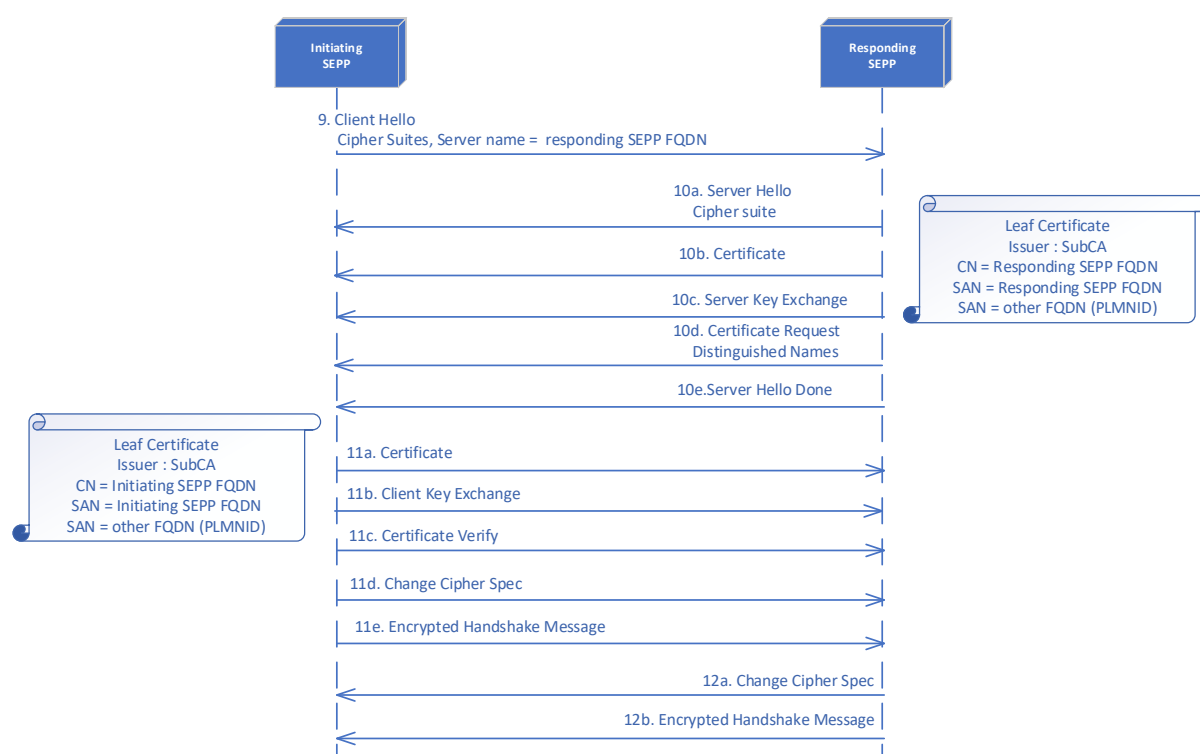 Initiating
SEPP
Responding
SEPP
9. Client Hello
Cipher Suites, Server name =  responding SEPP FQDN
10a. Server Hello
Cipher suite
Leaf Certificate
Issuer : SubCA
CN = Responding SEPP FQDN
SAN = Responding SEPP FQDN
SAN = other FQDN (PLMNID)
10b. Certificate
10c. Server Key Exchange
10d. Certificate Request
Distinguished Names
10e.Server Hello Done
Leaf Certificate
Issuer : SubCA
CN = Initiating SEPP FQDN
SAN = Initiating SEPP FQDN
SAN = other FQDN (PLMNID)
11a. Certificate
11b. Client Key Exchange
11c. Certificate Verify
11d. Change Cipher Spec
11e. Encrypted Handshake Message
12a. Change Cipher Spec
12b. Encrypted Handshake Message